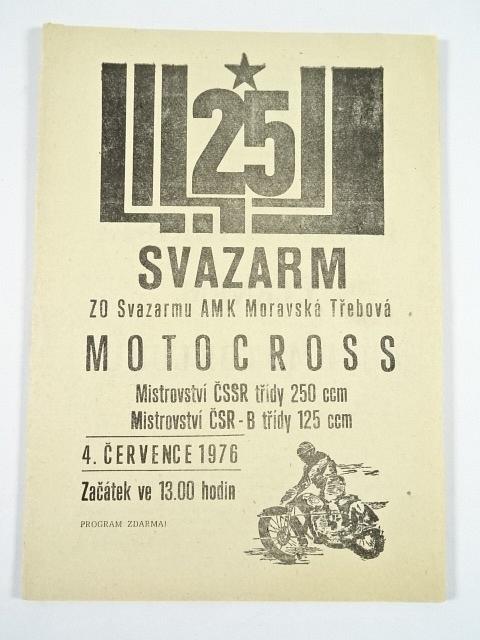 25
SVAZARM
ZO Svazarmu AMK Moravská Třebová
MOTOCROSS
Mistrovství ČSSR třídy 250 ccm
Mistrovství ČSR - B třídy 125 ccm
4. ČERVENCE 1976
Začátek ve 13.00 hodin
PROGRAM ZDARMA!